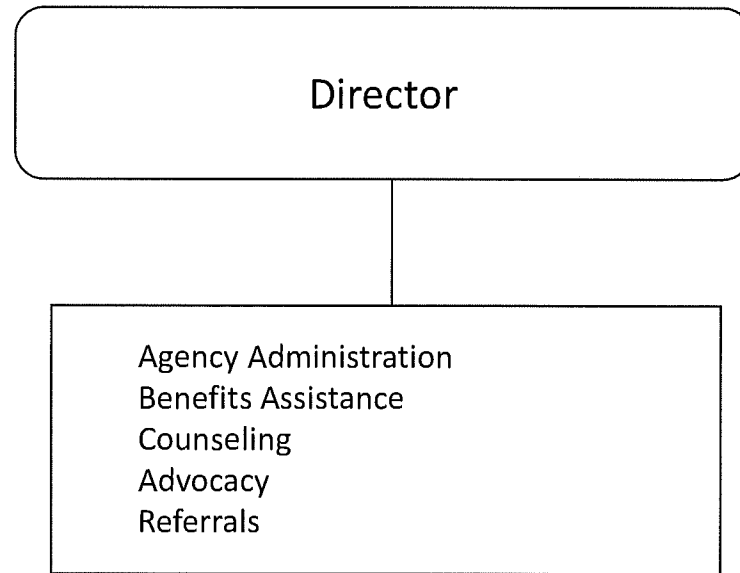 Director
Agency Administration
Benefits Assistance
Counseling
Advocacy
Referrals